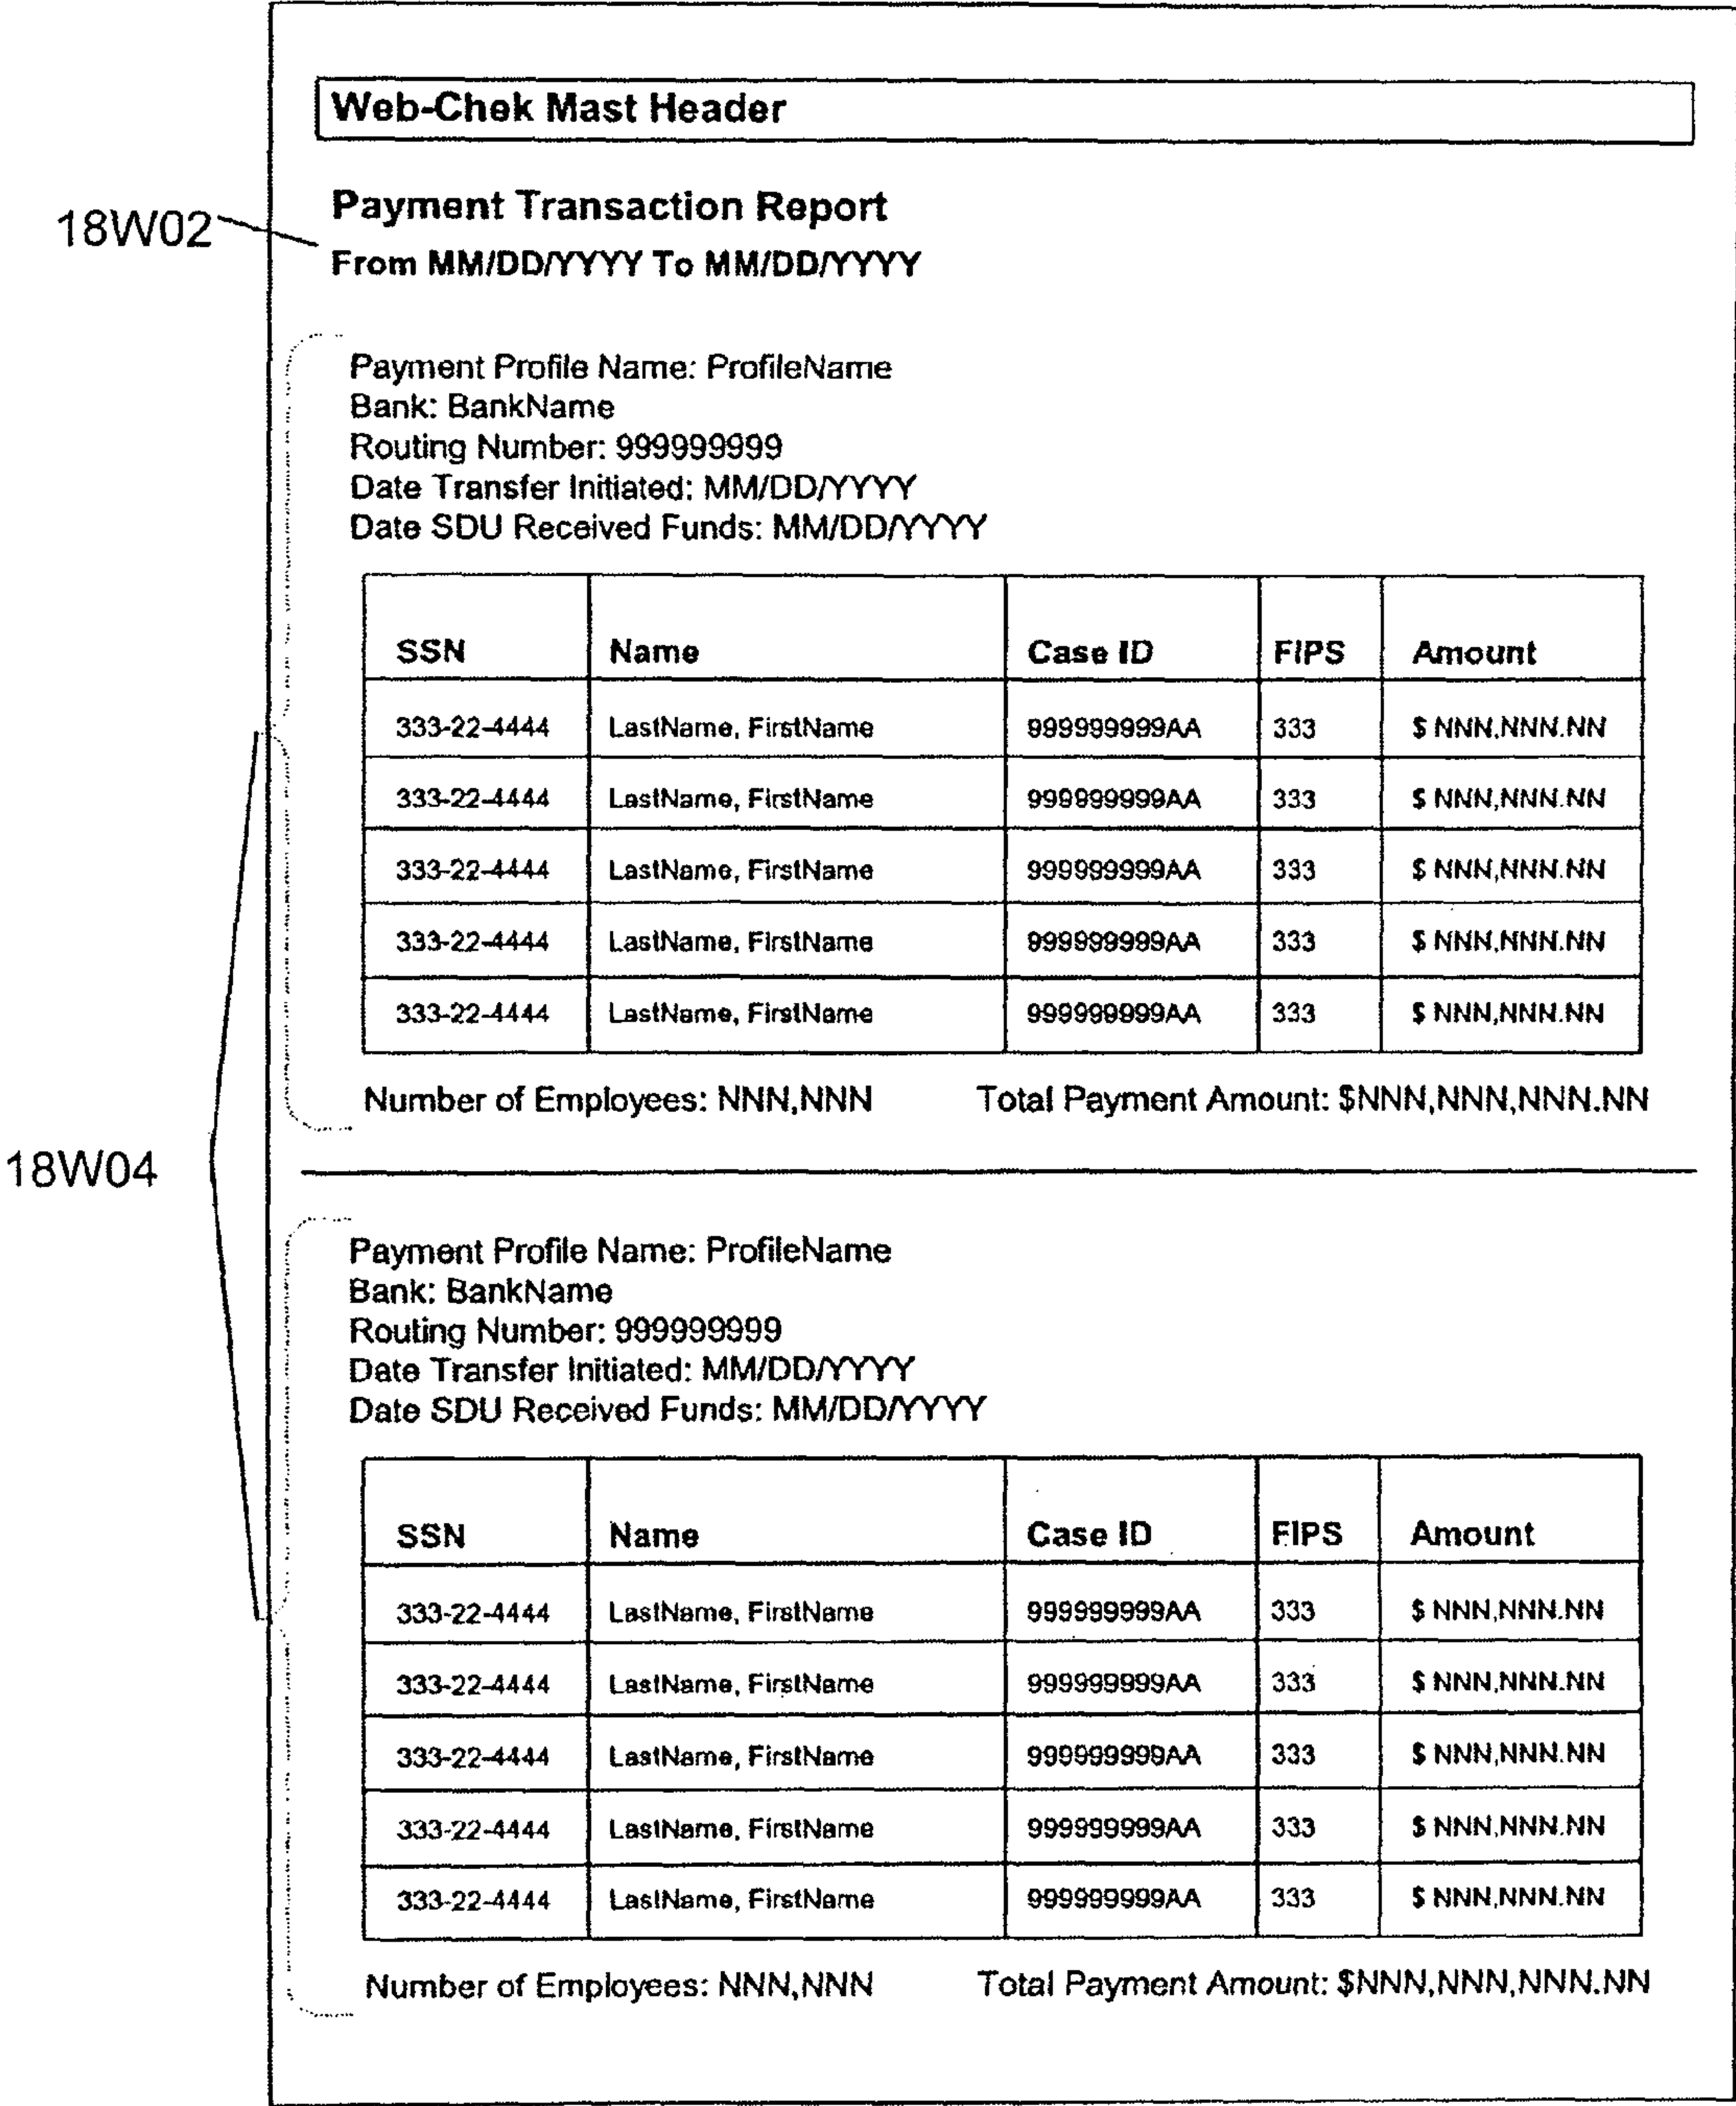 Web-Chek Mast Header
18W02
Payment Transaction Report
From MM/DD/YYYY To MM/DD/YYYY
Payment Profile Name: ProfileName
Bank: BankName
Routing Number: 999999999
Date Transfer Initiated: MM/DD/YYYY
Date SDU Received Funds: MM/DD/YYYY
SSN Name Case ID FIPS Amount
333-22-4444 LastName, FirstName 999999999AA 333 $ NNN,NNN.NN
333-22-4444 LastName, FirstName 999999999AA 333 $ NNN,NNN.NN
333-22-4444 LastName, FirstName 999999999AA 333 $ NNN,NNN.NN
333-22-4444 LastName, FirstName 999999999AA 333 $ NNN,NNN.NN
333-22-4444 LastName, FirstName 999999999AA 333 $ NNN,NNN.NN
Number of Employees: NNN,NNN Total Payment Amount: $NNN,NNN,NNN.NN
18W04
Payment Profile Name: ProfileName
Bank: BankName
Routing Number: 999999999
Date Transfer Initiated: MM/DD/YYYY
Date SDU Received Funds: MM/DD/YYYY
SSN Name Case ID FIPS Amount
333-22-4444 LastName, FirstName 999999999AA 333 $ NNN,NNN.NN
333-22-4444 LastName, FirstName 999999999AA 333 $ NNN,NNN.NN
333-22-4444 LastName, FirstName 999999999AA 333 $ NNN,NNN.NN
333-22-4444 LastName, FirstName 999999999AA 333 $ NNN,NNN.NN
333-22-4444 LastName, FirstName 999999999AA 333 $ NNN,NNN.NN
Number of Employees: NNN,NNN Total Payment Amount: $NNN,NNN,NNN.NN